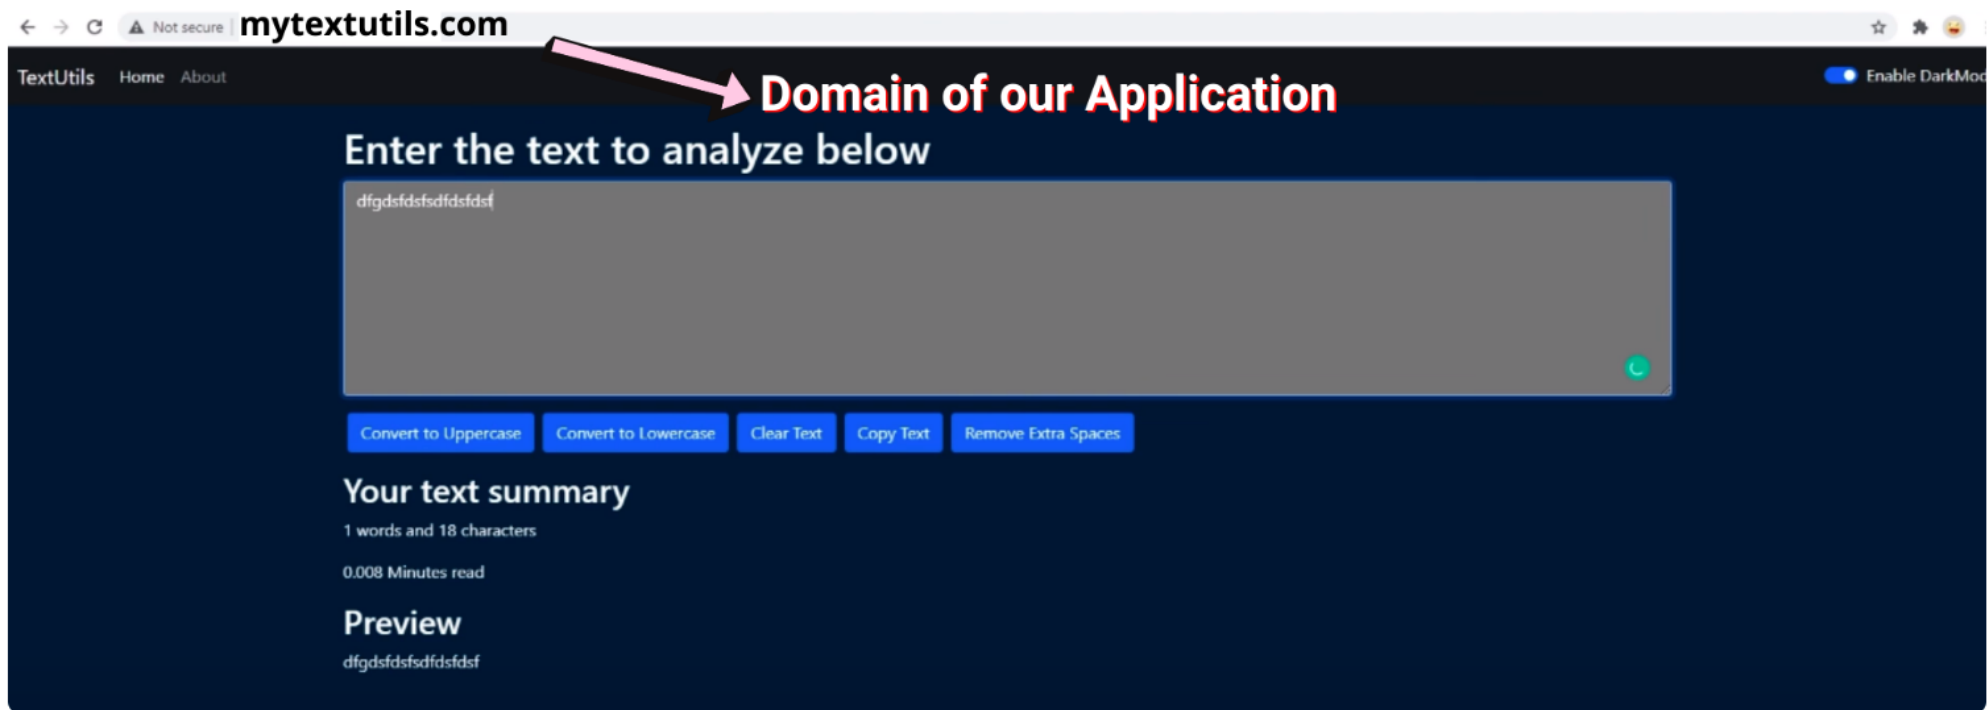 Not secure mytextutils.com
TextUtils Home About Enable DarkMod
Domain of our Application
Enter the text to analyze below
dfgdsfdsfsdfdsfdsf
Convert to Uppercase Convert to Lowercase Clear Text Copy Text Remove Extra Spaces
Your text summary
1 words and 18 characters
0.008 Minutes read
Preview
dfgdsfdsfsdfdsfdsf